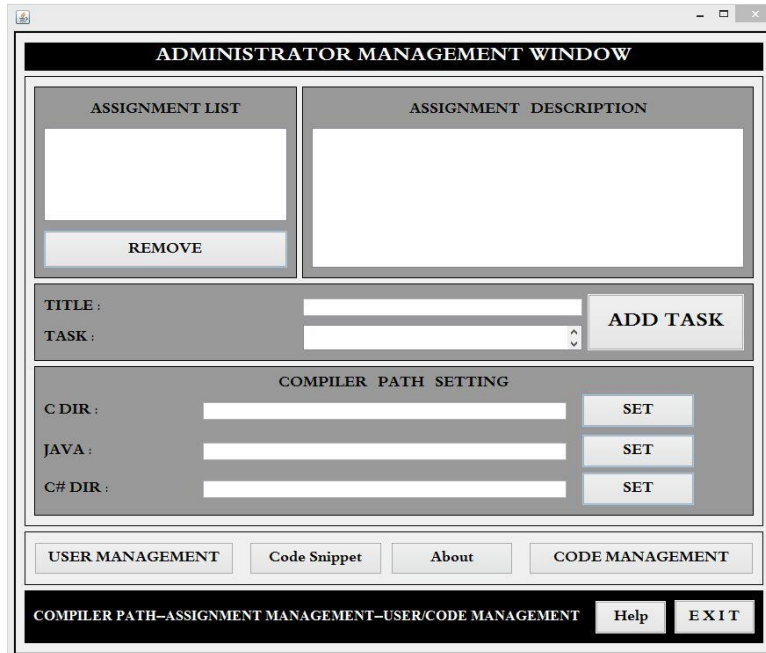 ADMINISTRATOR MANAGEMENT WINDOW
ASSIGNMENT LIST
ASSIGNMENT DESCRIPTION
REMOVE
TITLE :
ADD TASK
TASK :
COMPILER PATH SETTING
C DIR :
SET
JAVA :
SET
C# DIR :
SET
USER MANAGEMENT
Code Snippet
About
CODE MANAGEMENT
COMPILER PATH--ASSIGNMENT MANAGEMENT--USER/CODE MANAGEMENT
Help
EXIT